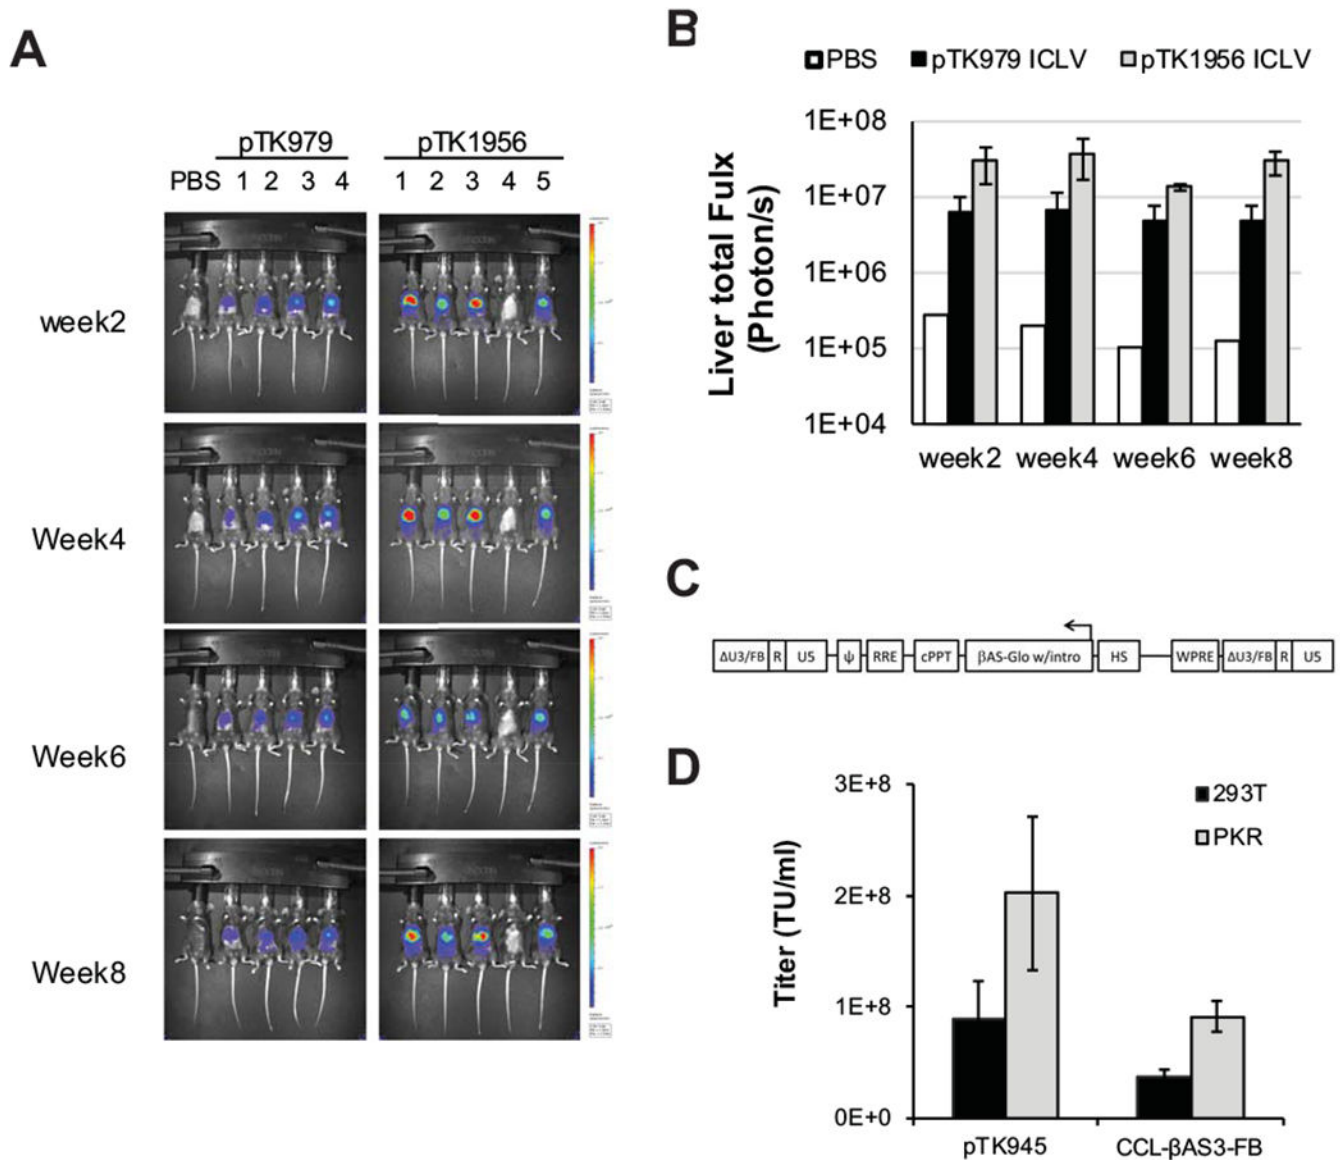 A
pTK979 pTK1956
PBS 1 2 3 4 1 2 3 4 5
week2
Week4
Week6
Week8
B
PBS pTK979 ICLV pTK1956 ICLV
Liver total Fulx
(Photon/s)
1E+08
1E+07
1E+06
1E+05
1E+04
week2 week4 week6 week8
C
ΔU3/FB R U5 ψ RRE cPPT βAS-Glo w/intro HS WPRE ΔU3/FB R U5
D
293T
PKR
Titer (TU/ml)
3E+8
2E+8
1E+8
0E+0
pTK945 CCL-βAS3-FB